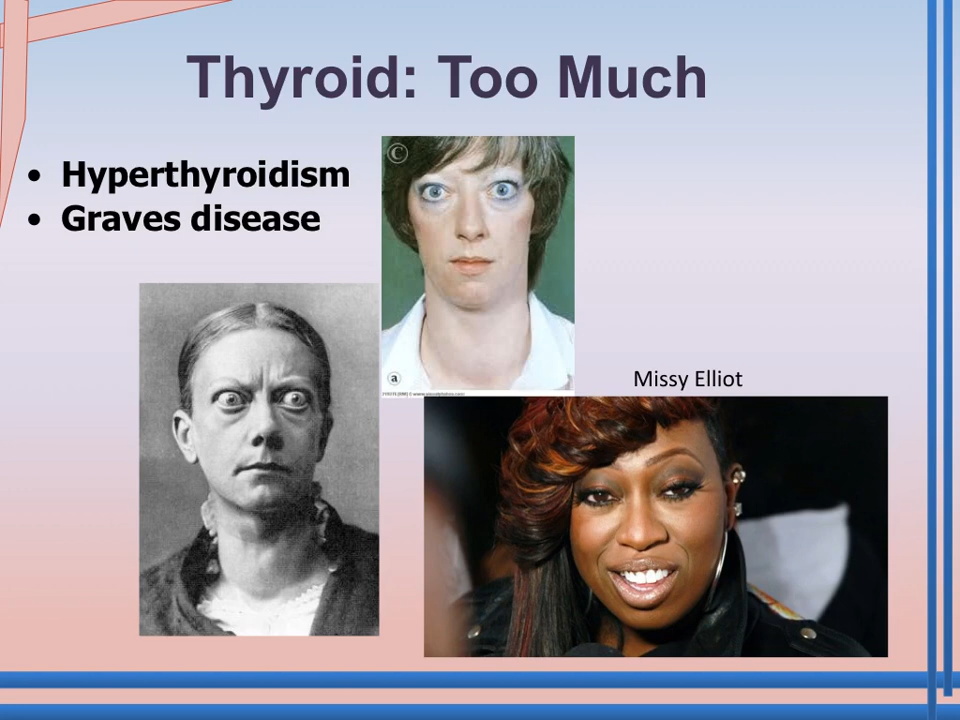 Thyroid: Too Much
• Hyperthyroidism
• Graves disease
©
a
Missy Elliot